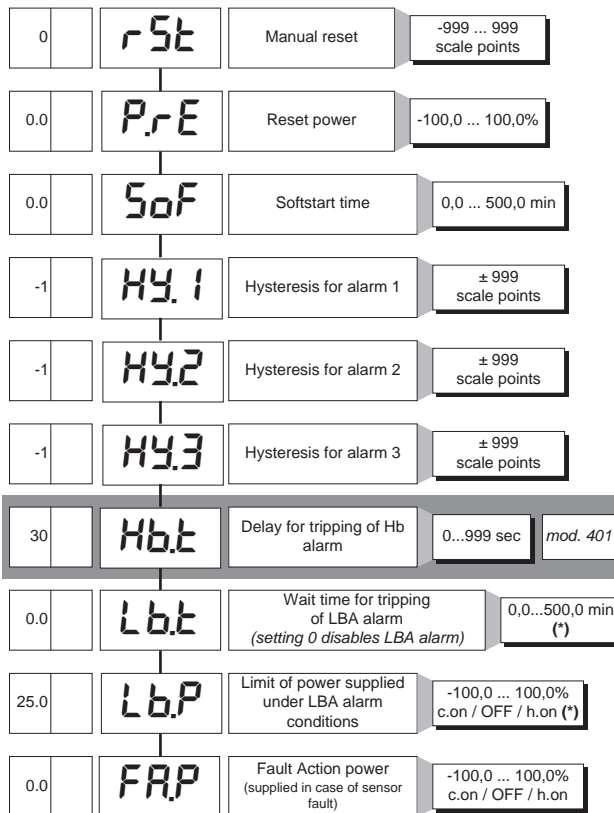 0
rSt
Manual reset
-999 ... 999
scale points
0.0
P.rE
Reset power
-100,0 ... 100,0%
0.0
SoF
Softstart time
0,0 ... 500,0 min
-1
HY.1
Hysteresis for alarm 1
± 999
scale points
-1
HY.2
Hysteresis for alarm 2
± 999
scale points
-1
HY.3
Hysteresis for alarm 3
± 999
scale points
30
Hb.t
Delay for tripping of Hb
alarm
0...999 sec
mod. 401
0.0
Lb.t
Wait time for tripping
of LBA alarm
(setting 0 disables LBA alarm)
0,0...500,0 min
(*)
25.0
Lb.P
Limit of power supplied
under LBA alarm
conditions
-100,0 ... 100,0%
c.on / OFF / h.on (*)
0.0
FA.P
Fault Action power
(supplied in case of sensor
fault)
-100,0 ... 100,0%
c.on / OFF / h.on